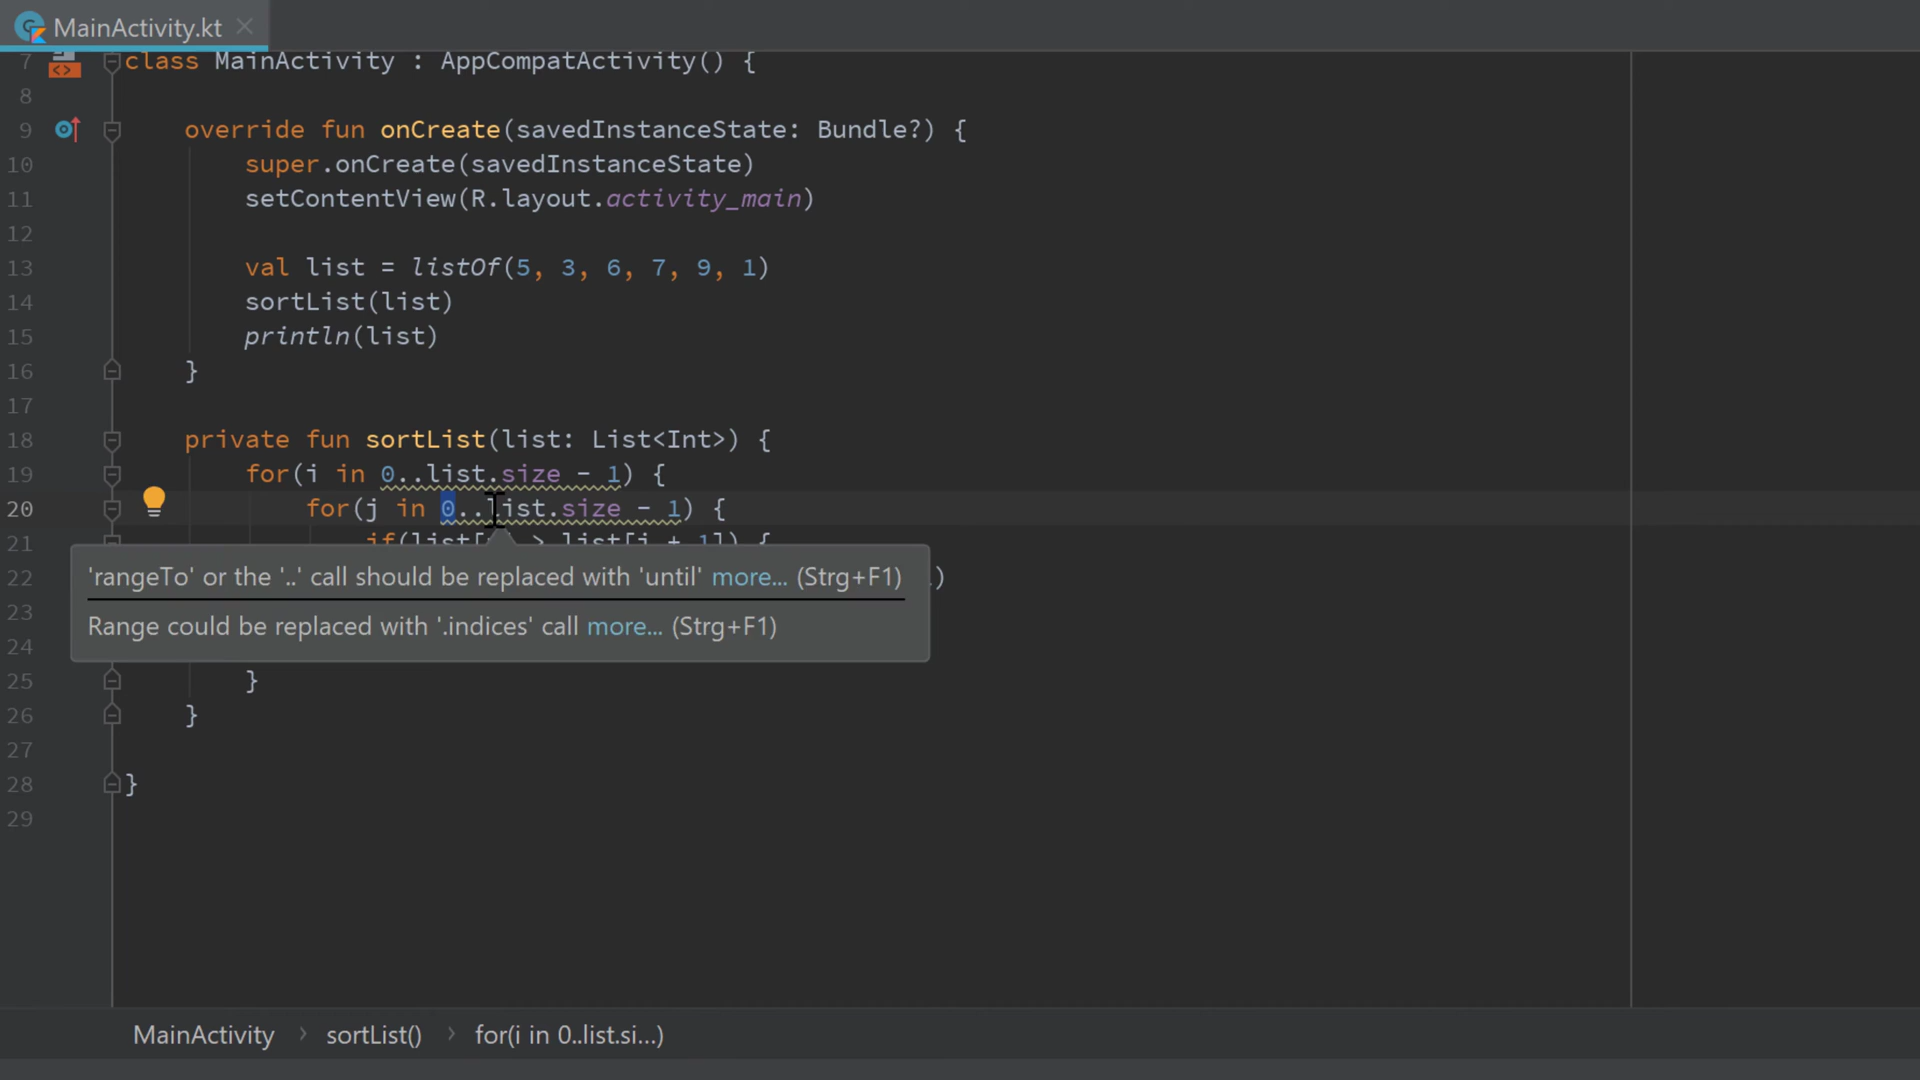 MainActivity.kt
7 class MainActivity : AppCompatActivity() {
8
9 override fun onCreate(savedInstanceState: Bundle?) {
10 super.onCreate(savedInstanceState)
11 setContentView(R.layout.activity_main)
12
13 val list = listOf(5, 3, 6, 7, 9, 1)
14 sortList(list)
15 println(list)
16 }
17
18 private fun sortList(list: List<Int>) {
19 for(i in 0..list.size - 1) {
20 for(j in 0..list.size - 1) {
21 if(list[ > list[j + 1]) {
22 )
'rangeTo' or the '..' call should be replaced with 'until' more... (Strg+F1)
23
Range could be replaced with '.indices' call more... (Strg+F1)
24
25 }
26 }
27
28 }
29
MainActivity › sortList() › for(i in 0..list.si...)